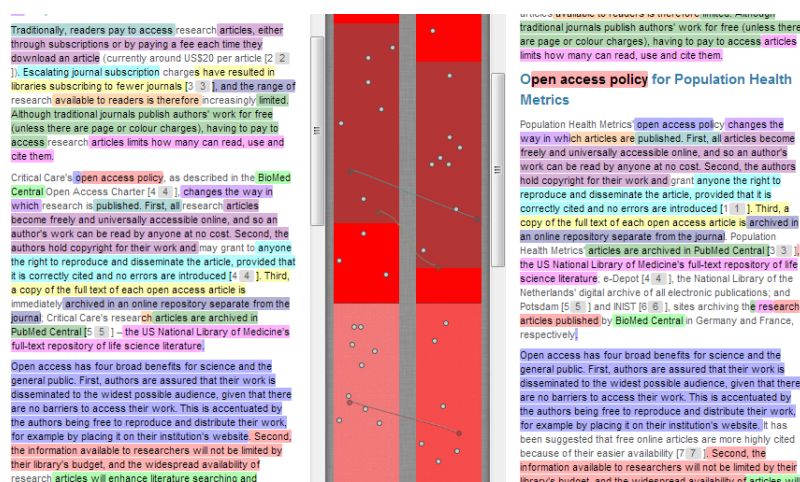 Traditionally, readers pay to access research articles, either
through subscriptions or by paying a fee each time they
download an article (currently around US$20 per article [2 2
]). Escalating journal subscription charges have resulted in
libraries subscribing to fewer journals [3 3 ], and the range of
research available to readers is therefore increasingly limited.
Although traditional journals publish authors' work for free
(unless there are page or colour charges), having to pay to
access research articles limits how many can read, use and
cite them.
Critical Care's open access policy, as described in the BioMed
Central Open Access Charter [4 4 ], changes the way in
which research is published. First, all research articles
become freely and universally accessible online, and so an
author's work can be read by anyone at no cost. Second, the
authors hold copyright for their work and may grant to anyone
the right to reproduce and disseminate the article, provided that
it is correctly cited and no errors are introduced [4 4 ]. Third,
a copy of the full text of each open access article is
immediately archived in an online repository separate from the
journal; Critical Care's research articles are archived in
PubMed Central [5 5 ] – the US National Library of Medicine's
full-text repository of life science literature.
Open access has four broad benefits for science and the
general public. First, authors are assured that their work is
disseminated to the widest possible audience, given that there
are no barriers to access their work. This is accentuated by
the authors being free to reproduce and distribute their work,
for example by placing it on their institution's website. Second,
the information available to researchers will not be limited by
their library's budget, and the widespread availability of
research articles will enhance literature searching and
articles available to readers is therefore limited. Although
traditional journals publish authors' work for free (unless there
are page or colour charges), having to pay to access articles
limits how many can read, use and cite them.
Open access policy for Population Health
Metrics
Population Health Metrics' open access policy changes the
way in which articles are published. First, all articles become
freely and universally accessible online, and so an author's
work can be read by anyone at no cost. Second, the authors
hold copyright for their work and grant anyone the right to
reproduce and disseminate the article, provided that it is
correctly cited and no errors are introduced [1 1 ]. Third, a
copy of the full text of each open access article is archived in
an online repository separate from the journal. Population
Health Metrics' articles are archived in PubMed Central [3 3 ],
the US National Library of Medicine's full-text repository of life
science literature; e-Depot [4 4 ], the National Library of the
Netherlands' digital archive of all electronic publications; and
Potsdam [5 5 ] and INIST [6 6 ], sites archiving the research
articles published by BioMed Central in Germany and France,
respectively.
Open access has four broad benefits for science and the
general public. First, authors are assured that their work is
disseminated to the widest possible audience, given that there
are no barriers to access their work. This is accentuated by
the authors being free to reproduce and distribute their work,
for example by placing it on their institution's website. It has
been suggested that free online articles are more highly cited
because of their easier availability [7 7 ]. Second, the
information available to researchers will not be limited by their
library's budget, and the widespread availability of articles will